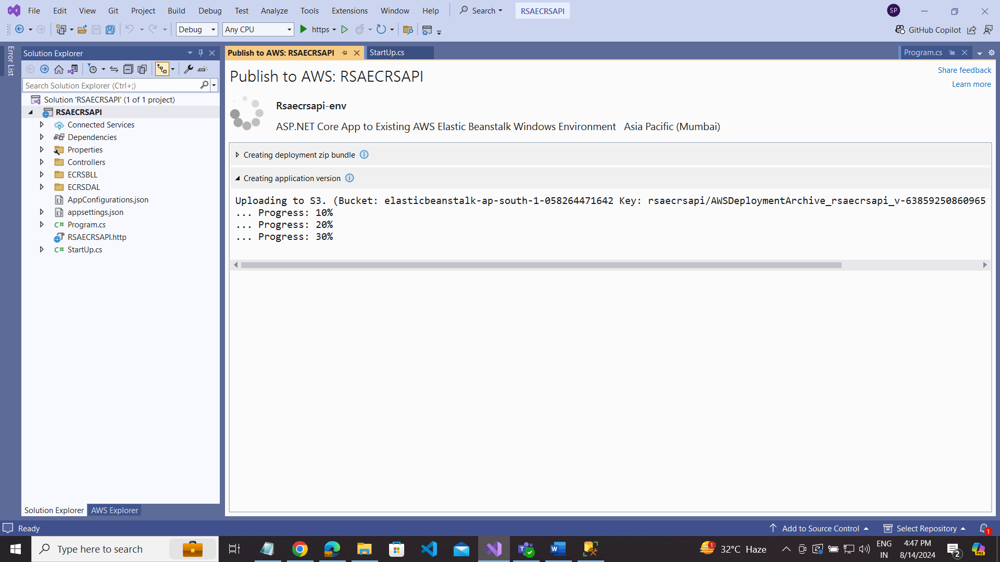 File Edit View Git Project Build Debug Test Analyze Tools Extensions Window Help Search RSAECRSAPI SP
Debug Any CPU https GitHub Copilot
Error List
Solution Explorer
Search Solution Explorer (Ctrl+;)
Solution 'RSAECRSAPI' (1 of 1 project)
RSAECRSAPI
Connected Services
Dependencies
Properties
Controllers
ECRSBLL
ECRSDAL
AppConfigurations.json
appsettings.json
C# Program.cs
RSAECRSAPI.http
C# StartUp.cs
Solution Explorer AWS Explorer
Publish to AWS: RSAECRSAPI StartUp.cs Program.cs
Publish to AWS: RSAECRSAPI
Share feedback
Learn more
Rsaecrsapi-env
ASP.NET Core App to Existing AWS Elastic Beanstalk Windows Environment Asia Pacific (Mumbai)
Creating deployment zip bundle
Creating application version
Uploading to S3. (Bucket: elasticbeanstalk-ap-south-1-058264471642 Key: rsaecrsapi/AWSDeploymentArchive_rsaecrsapi_v-63859250860965
... Progress: 10%
... Progress: 20%
... Progress: 30%
Ready Add to Source Control Select Repository 1
Type here to search 1 32°C Haze ENG IN 4:47 PM 8/14/2024 2 PRE